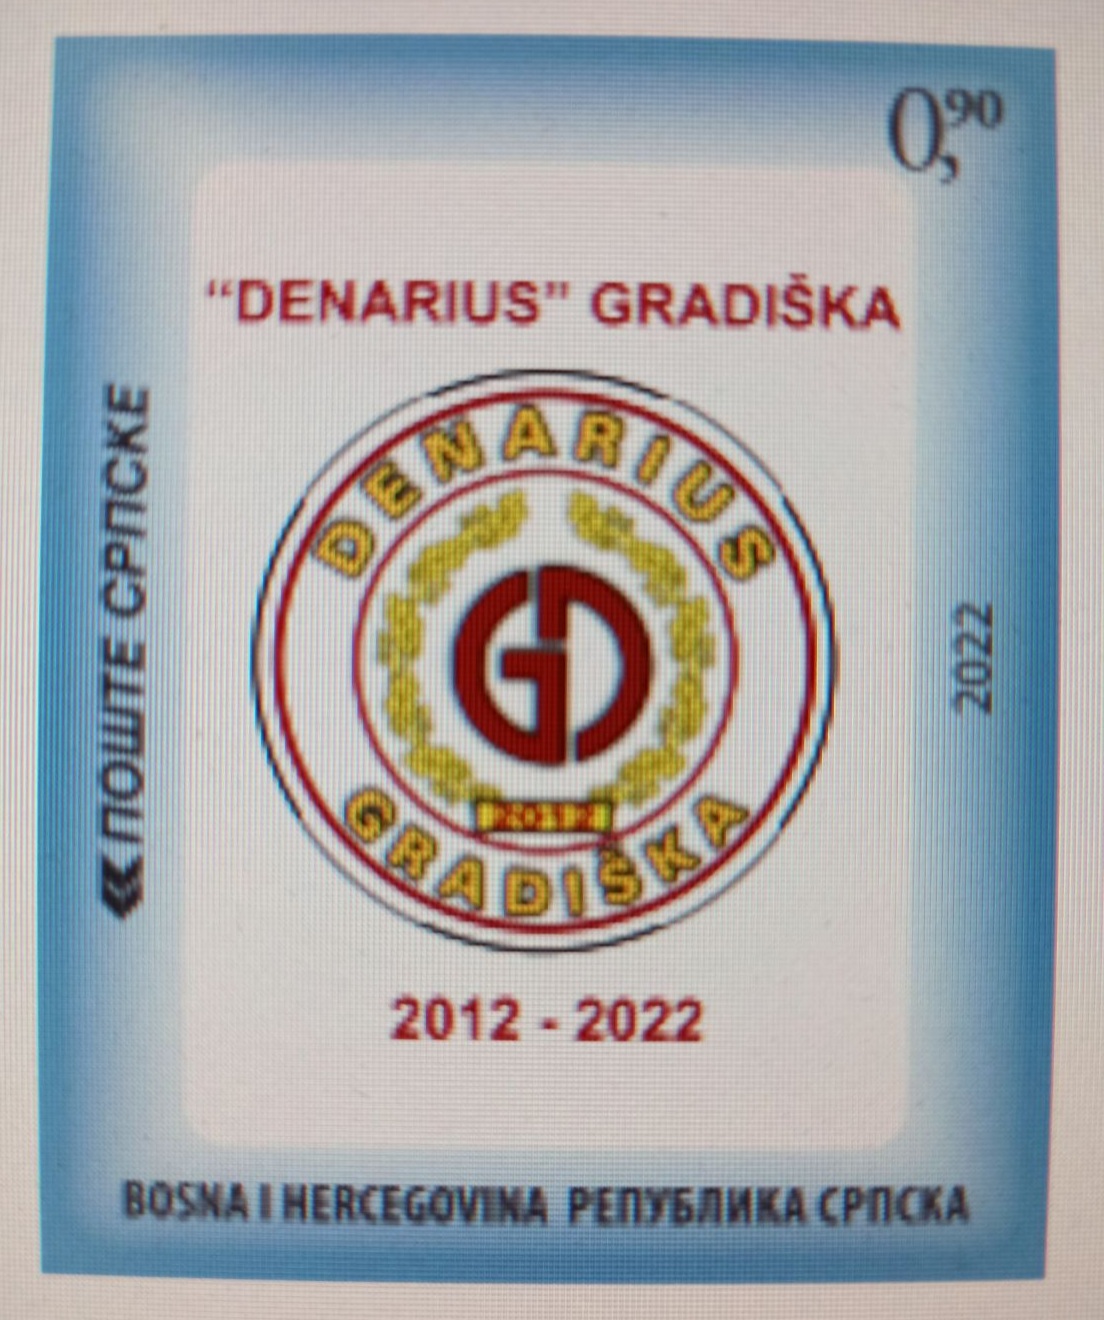 0,90
“DENARIUS” GRADIŠKA
DENARIUS
GD
2012
GRADIŠKA
2012 - 2022
ПОШТЕ СРПСКЕ
2022
BOSNA I HERCEGOVINA РЕПУБЛИКА СРПСКА